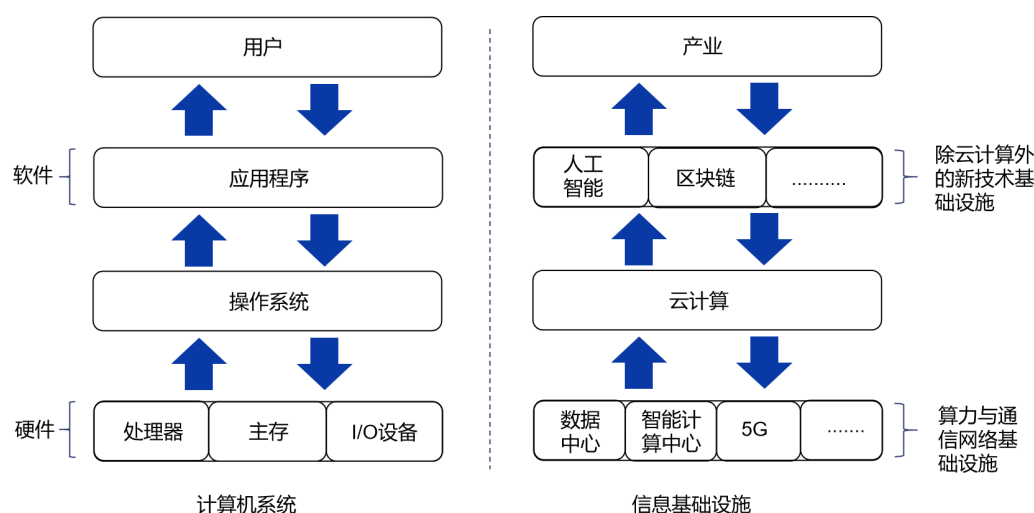 用户
产业
软件
应用程序
人工
智能
区块链
..........
除云计算外
的新技术基
础设施
操作系统
云计算
硬件
处理器
主存
I/O设备
数据
中心
智能计
算中心
5G
.......
算力与通
信网络基
础设施
计算机系统
信息基础设施